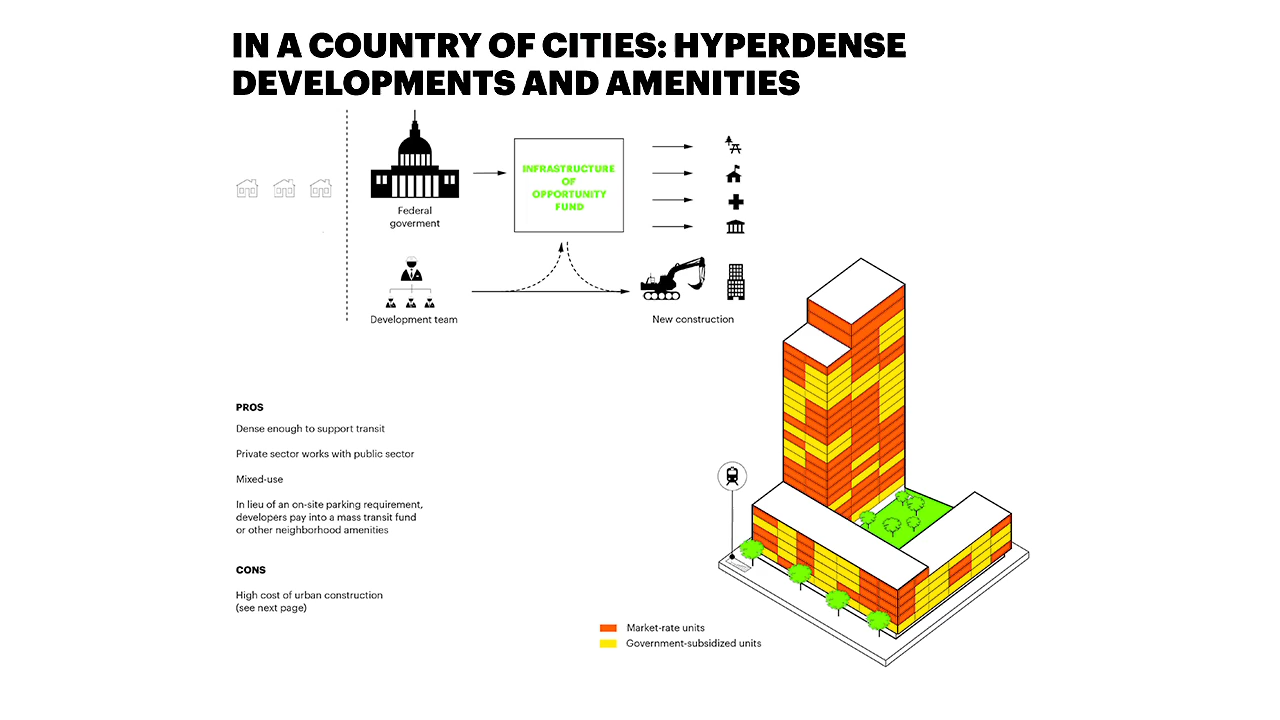 IN A COUNTRY OF CITIES: HYPERDENSE
DEVELOPMENTS AND AMENITIES
INFRASTRUCTURE
OF
OPPORTUNITY
FUND
Federal
goverment
Development team
New construction
PROS
Dense enough to support transit
Private sector works with public sector
Mixed-use
In lieu of an on-site parking requirement,
developers pay into a mass transit fund
or other neighborhood amenities
CONS
High cost of urban construction
(see next page)
Market-rate units
Government-subsidized units